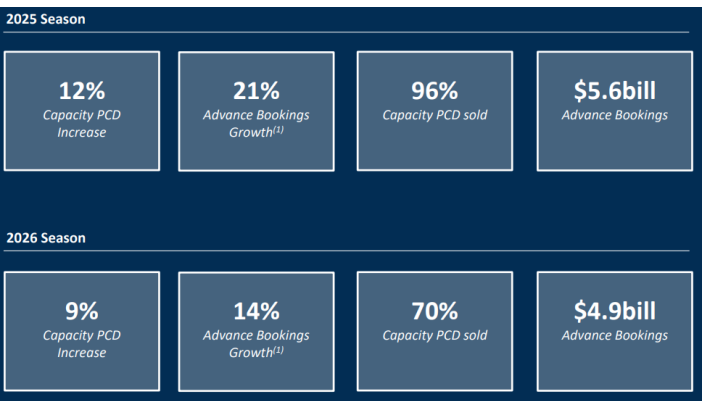 2025 Season
12%
Capacity PCD
Increase
21%
Advance Bookings
Growth(1)
96%
Capacity PCD sold
$5.6bill
Advance Bookings
2026 Season
9%
Capacity PCD
Increase
14%
Advance Bookings
Growth(1)
70%
Capacity PCD sold
$4.9bill
Advance Bookings